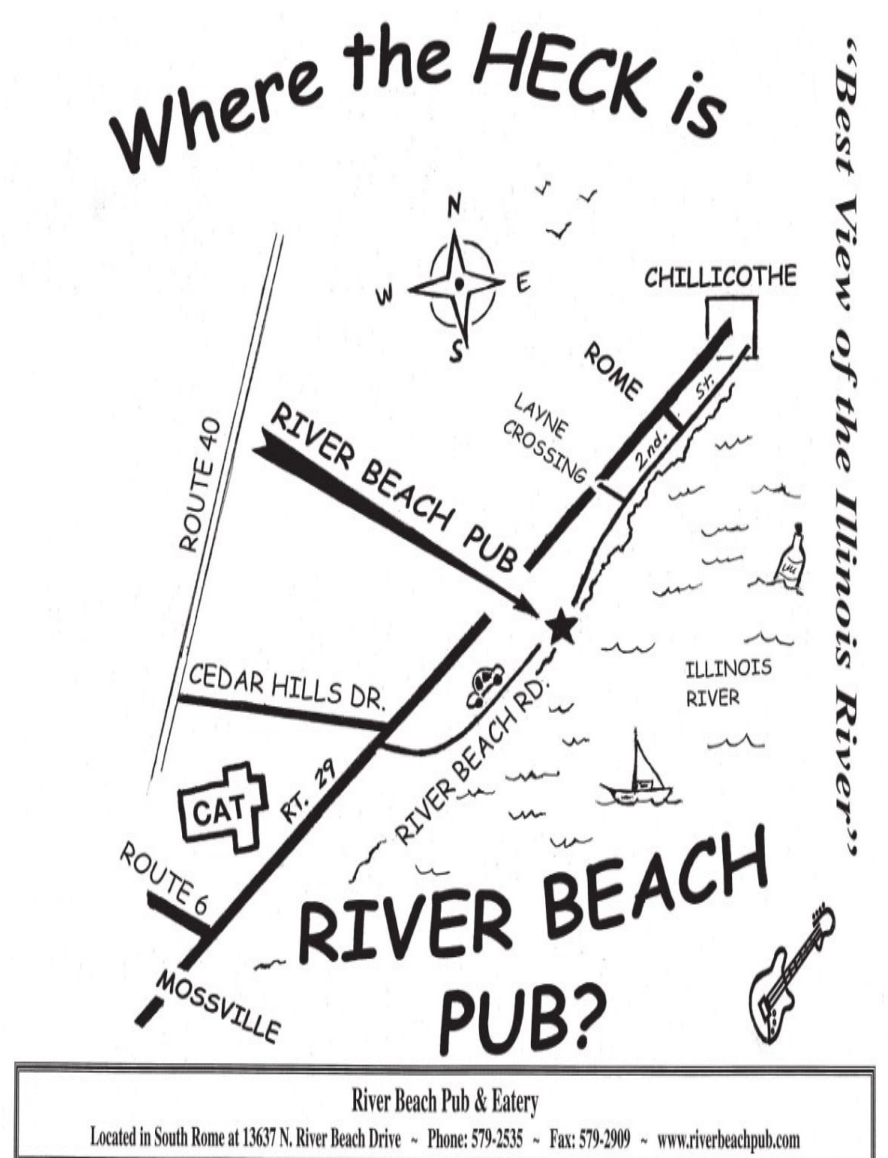 Where the HECK is
"Best View of the Illinois River"
N
W
E
S
CHILLICOTHE
ROME
St.
LAYNE
CROSSING
2nd.
ROUTE 40
RIVER BEACH PUB
CEDAR HILLS DR.
ILLINOIS
RIVER
RIVER BEACH RD.
CAT
RT. 29
ROUTE 6
MOSSVILLE
RIVER BEACH
PUB?
River Beach Pub & Eatery
Located in South Rome at 13637 N. River Beach Drive ~ Phone: 579-2535 ~ Fax: 579-2909 ~ www.riverbeachpub.com